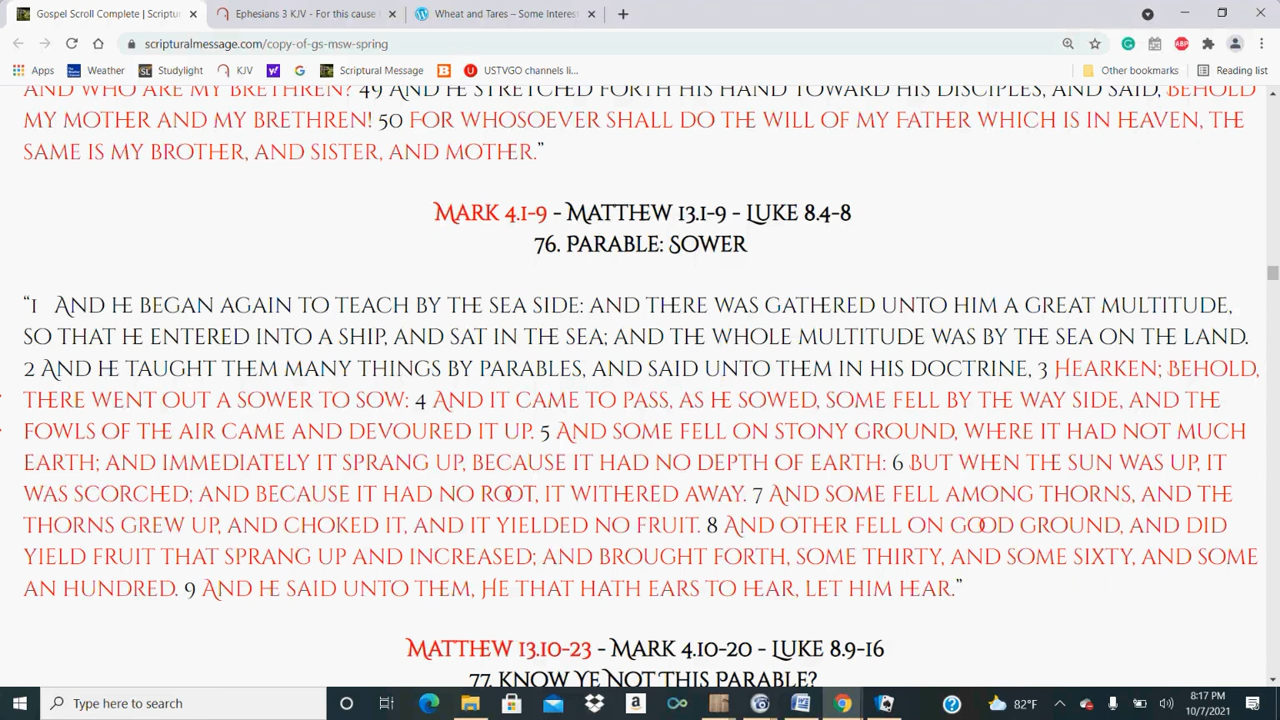 Gospel Scroll Complete | Scriptur
Ephesians 3 KJV - For this cause I
Wheat and Tares – Some Interest
scripturalmessage.com/copy-of-gs-msw-spring
Apps
Weather
Studylight
KJV
Scriptural Message
USTVGO channels li...
Other bookmarks
Reading list
AND WHO ARE MY BRETHREN? 49 AND HE STRETCHED FORTH HIS HAND TOWARD HIS DISCIPLES, AND SAID, BEHOLD
MY MOTHER AND MY BRETHREN! 50 FOR WHOSOEVER SHALL DO THE WILL OF MY FATHER WHICH IS IN HEAVEN, THE
SAME IS MY BROTHER, AND SISTER, AND MOTHER.”
MARK 4.1-9 - MATTHEW 13.1-9 - LUKE 8.4-8
76. PARABLE: SOWER
“1 AND HE BEGAN AGAIN TO TEACH BY THE SEA SIDE: AND THERE WAS GATHERED UNTO HIM A GREAT MULTITUDE,
SO THAT HE ENTERED INTO A SHIP, AND SAT IN THE SEA; AND THE WHOLE MULTITUDE WAS BY THE SEA ON THE LAND.
2 AND HE TAUGHT THEM MANY THINGS BY PARABLES, AND SAID UNTO THEM IN HIS DOCTRINE, 3 HEARKEN; BEHOLD,
THERE WENT OUT A SOWER TO SOW: 4 AND IT CAME TO PASS, AS HE SOWED, SOME FELL BY THE WAY SIDE, AND THE
FOWLS OF THE AIR CAME AND DEVOURED IT UP. 5 AND SOME FELL ON STONY GROUND, WHERE IT HAD NOT MUCH
EARTH; AND IMMEDIATELY IT SPRANG UP, BECAUSE IT HAD NO DEPTH OF EARTH: 6 BUT WHEN THE SUN WAS UP, IT
WAS SCORCHED; AND BECAUSE IT HAD NO ROOT, IT WITHERED AWAY. 7 AND SOME FELL AMONG THORNS, AND THE
THORNS GREW UP, AND CHOKED IT, AND IT YIELDED NO FRUIT. 8 AND OTHER FELL ON GOOD GROUND, AND DID
YIELD FRUIT THAT SPRANG UP AND INCREASED; AND BROUGHT FORTH, SOME THIRTY, AND SOME SIXTY, AND SOME
AN HUNDRED. 9 AND HE SAID UNTO THEM, HE THAT HATH EARS TO HEAR, LET HIM HEAR.”
MATTHEW 13.10-23 - MARK 4.10-20 - LUKE 8.9-16
77. KNOW YE NOT THIS PARABLE?
Type here to search
82°F
8:17 PM
10/7/2021